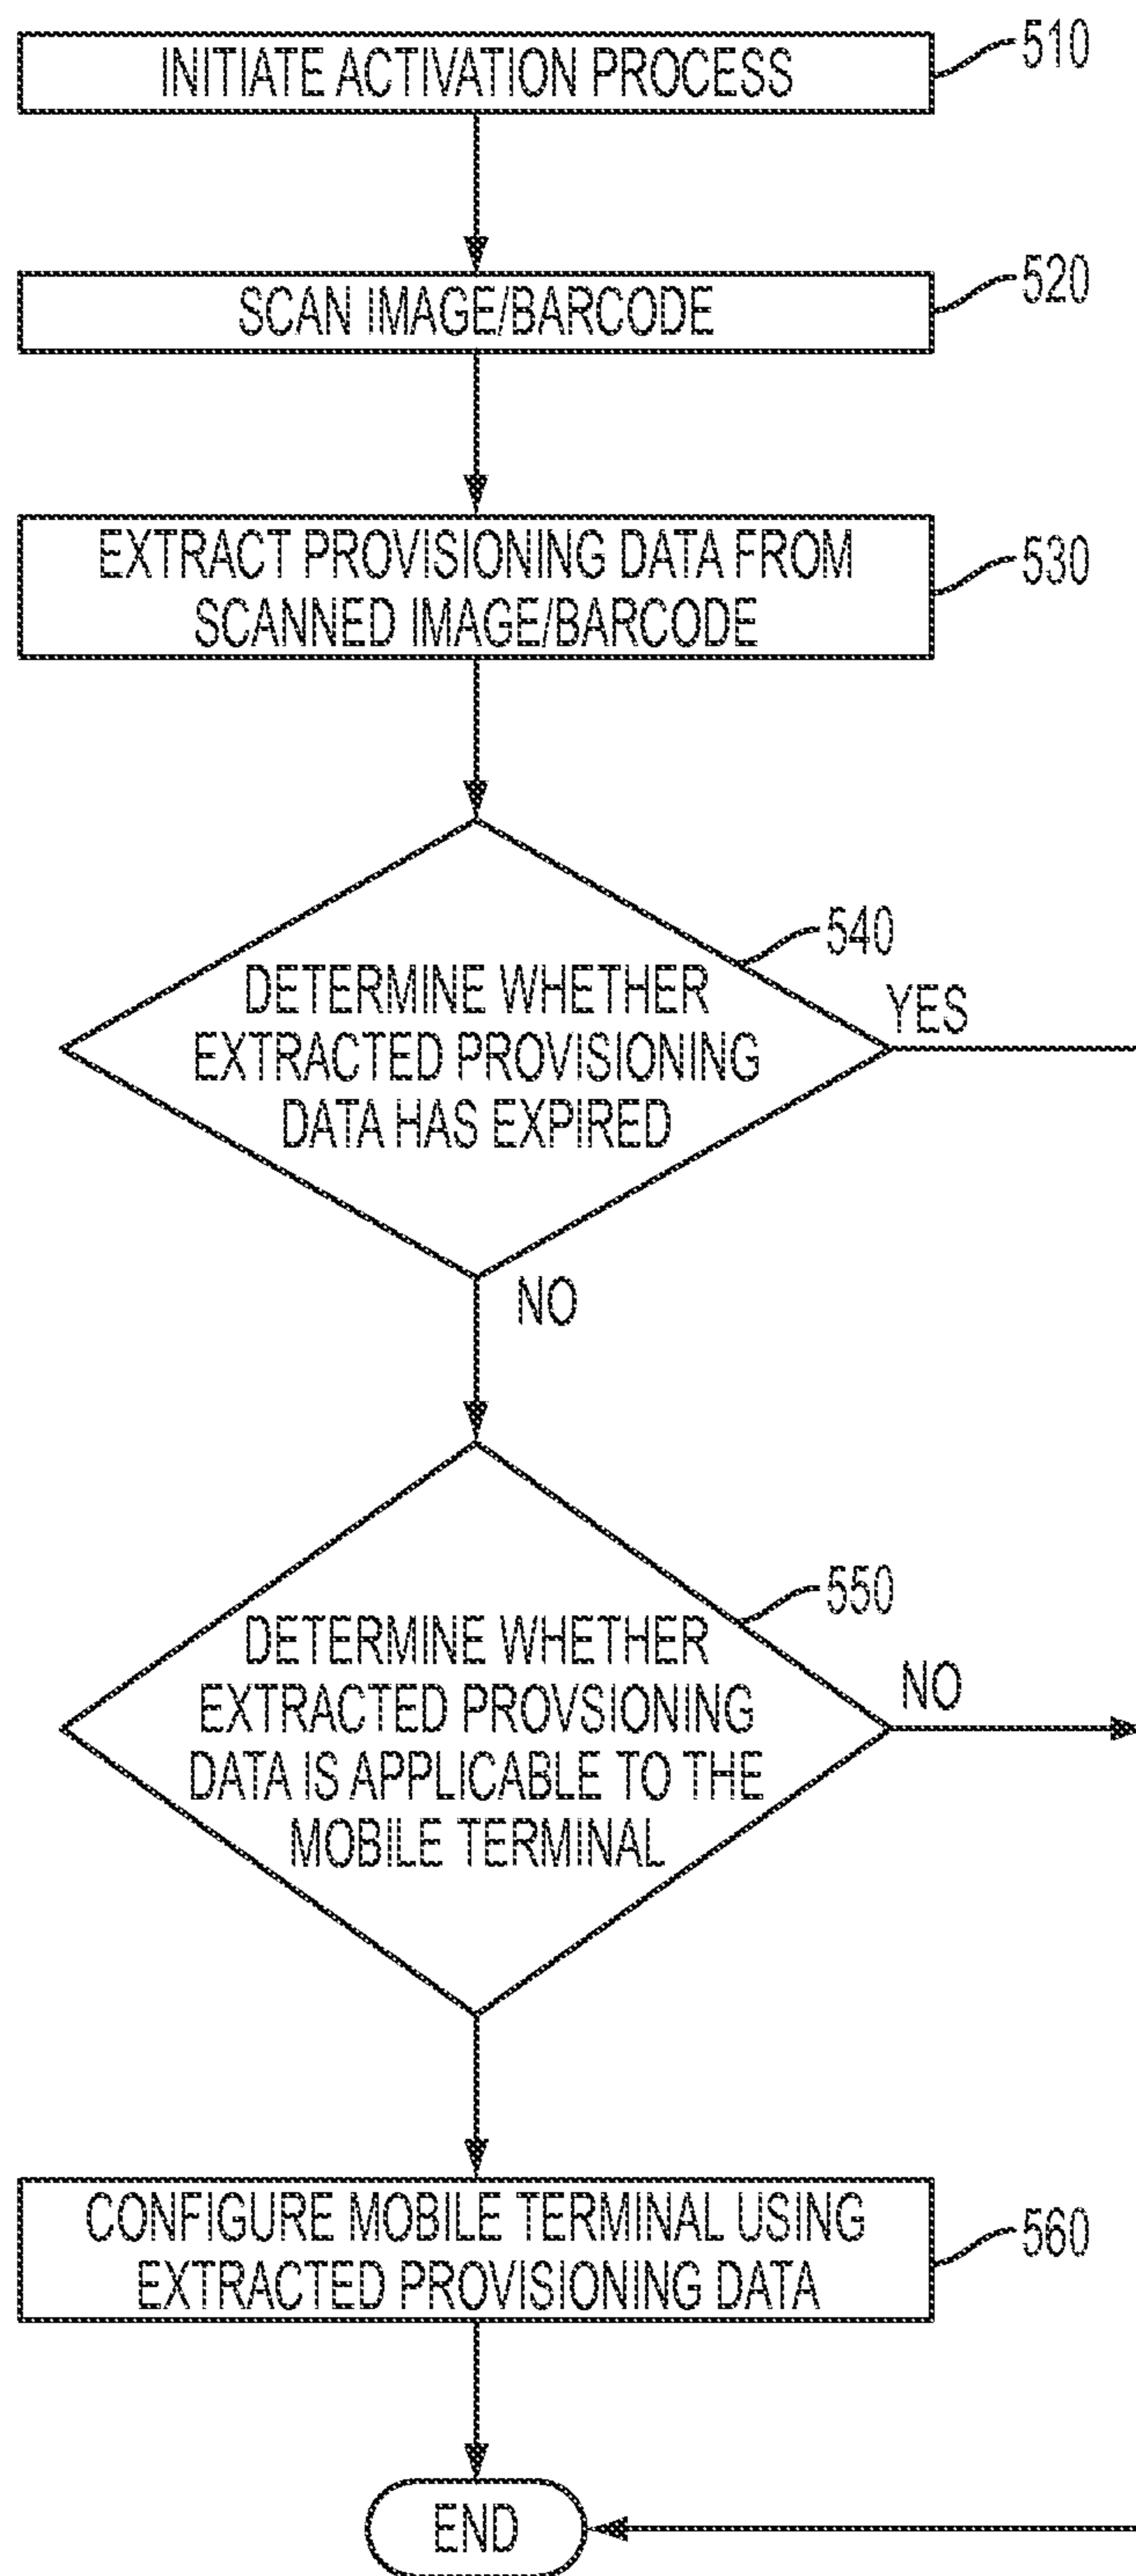 INITIATE ACTIVATION PROCESS
510
SCAN IMAGE/BARCODE
520
EXTRACT PROVISIONING DATA FROM
SCANNED IMAGE/BARCODE
530
540
DETERMINE WHETHER
EXTRACTED PROVISIONING
DATA HAS EXPIRED
YES
NO
550
DETERMINE WHETHER
EXTRACTED PROVSIONING
DATA IS APPLICABLE TO THE
MOBILE TERMINAL
NO
CONFIGURE MOBILE TERMINAL USING
EXTRACTED PROVISIONING DATA
560
END